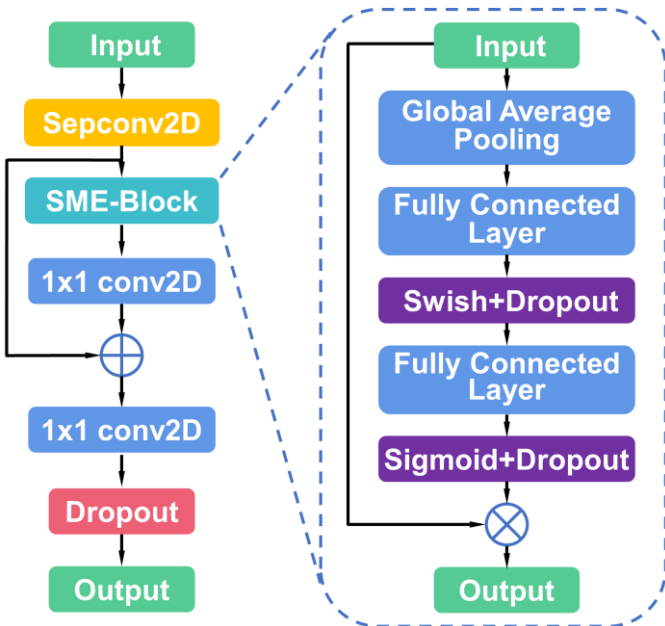 Input
Sepconv2D
SME-Block
1x1 conv2D
1x1 conv2D
Dropout
Output
Input
Global Average
Pooling
Fully Connected
Layer
Swish+Dropout
Fully Connected
Layer
Sigmoid+Dropout
Output